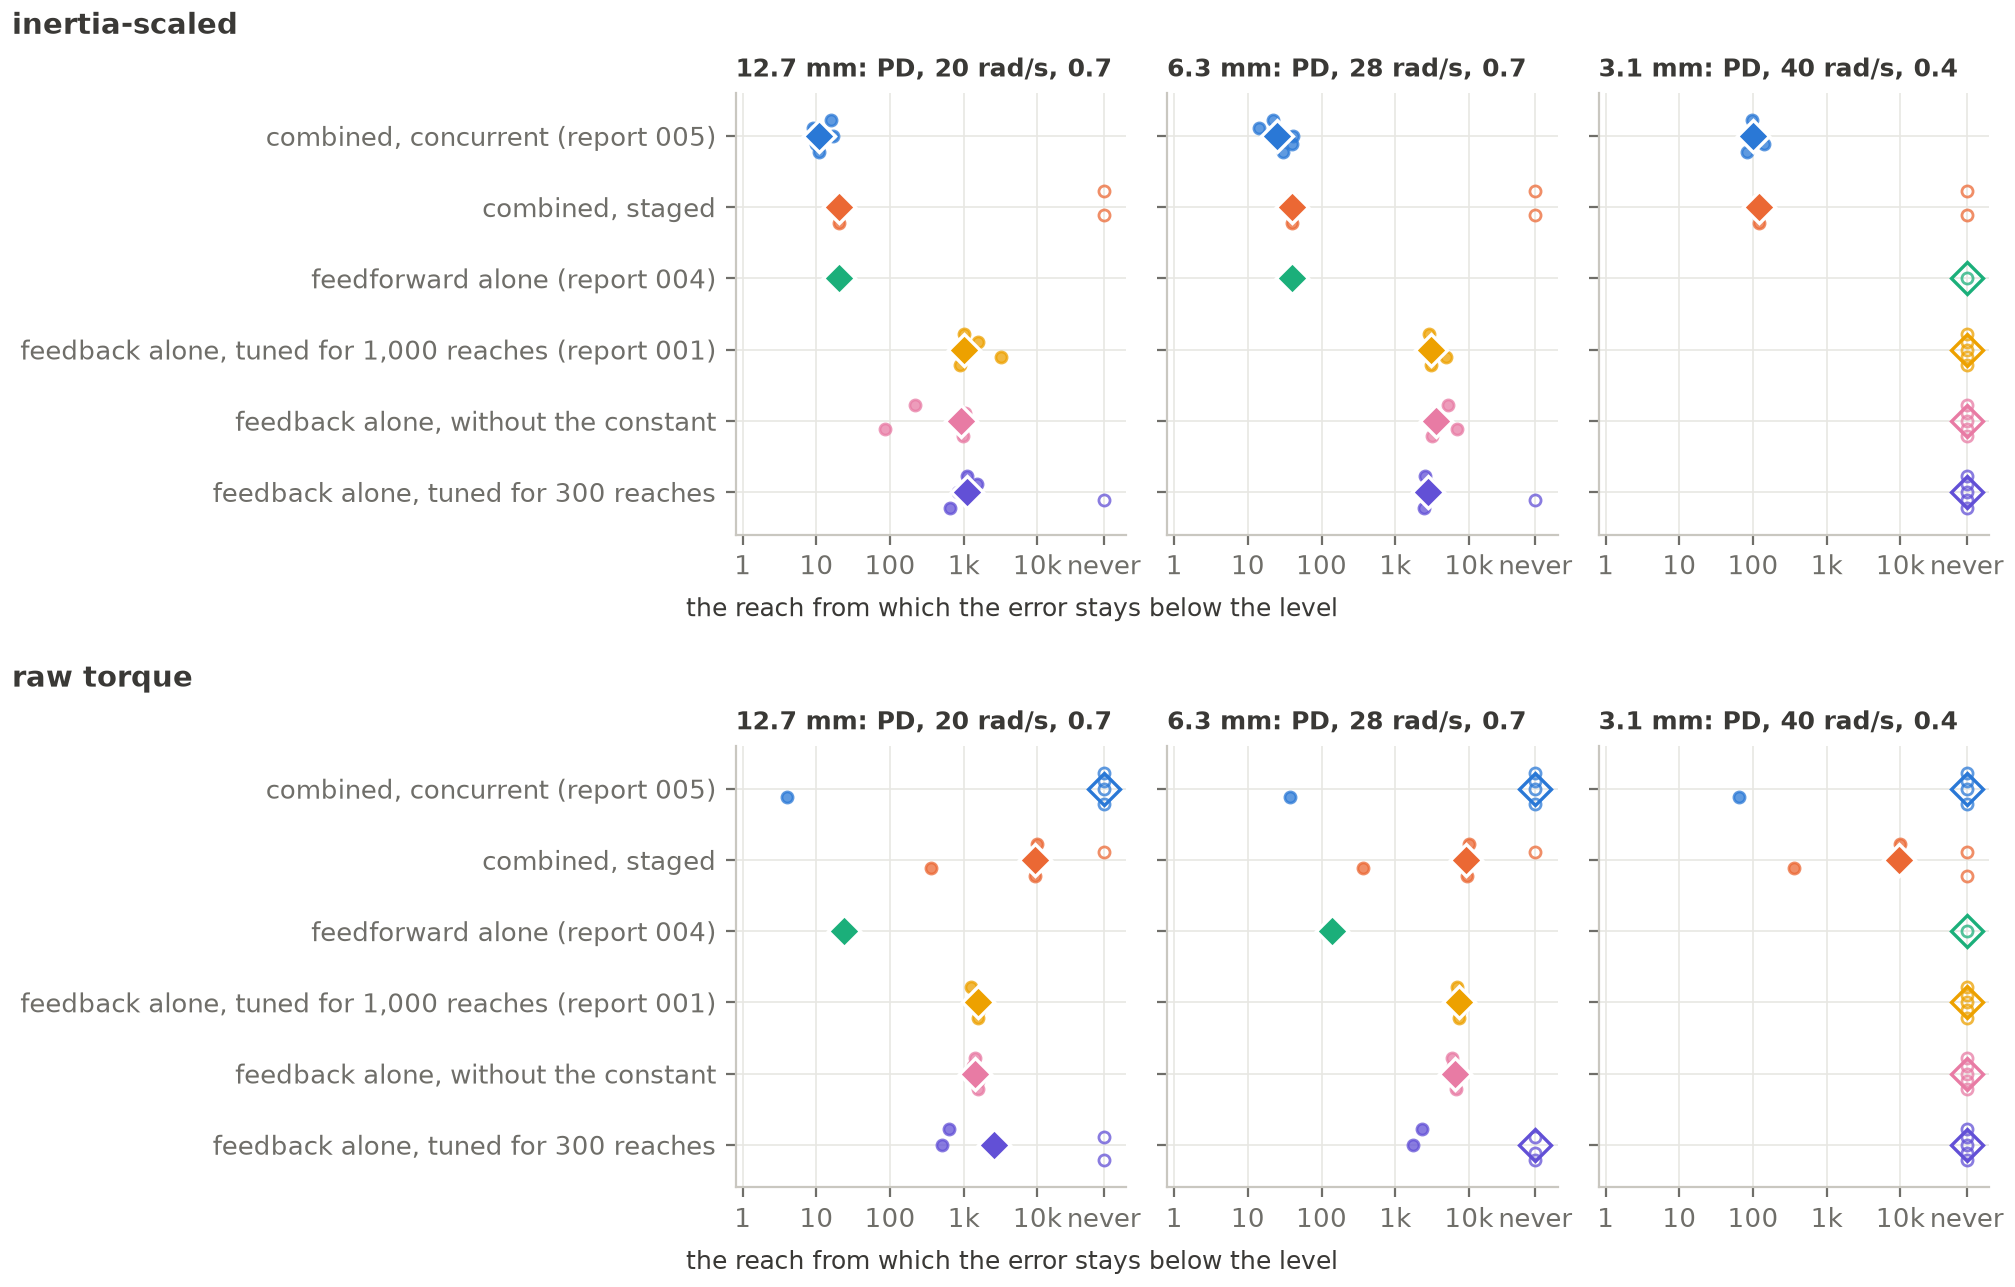 inertia-scaled
12.7 mm: PD, 20 rad/s, 0.7
6.3 mm: PD, 28 rad/s, 0.7
3.1 mm: PD, 40 rad/s, 0.4
combined, concurrent (report 005)
combined, staged
feedforward alone (report 004)
feedback alone, tuned for 1,000 reaches (report 001)
feedback alone, without the constant
feedback alone, tuned for 300 reaches
1 10 100 1k 10k never
1 10 100 1k 10k never
1 10 100 1k 10k never
the reach from which the error stays below the level
raw torque
12.7 mm: PD, 20 rad/s, 0.7
6.3 mm: PD, 28 rad/s, 0.7
3.1 mm: PD, 40 rad/s, 0.4
combined, concurrent (report 005)
combined, staged
feedforward alone (report 004)
feedback alone, tuned for 1,000 reaches (report 001)
feedback alone, without the constant
feedback alone, tuned for 300 reaches
1 10 100 1k 10k never
1 10 100 1k 10k never
1 10 100 1k 10k never
the reach from which the error stays below the level